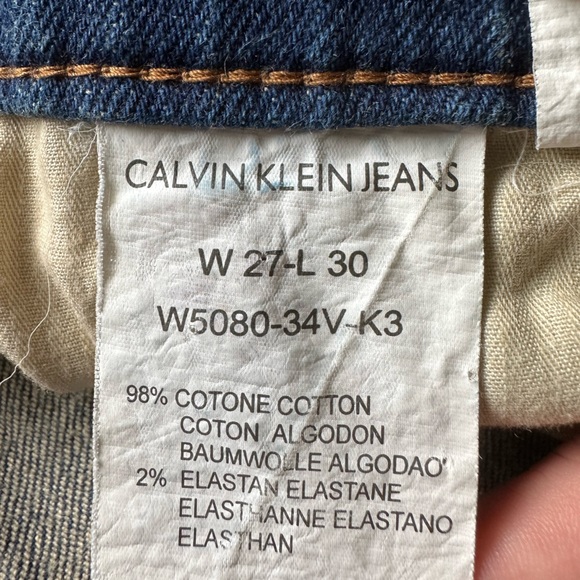 CALVIN KLEIN JEANS
W 27-L 30
W5080-34V-K3
98% COTONE COTTON
COTON ALGODON
BAUMWOLLE ALGODAO'
2% ELASTAN ELASTANE
ELASTHANNE ELASTANO
ELASTHAN